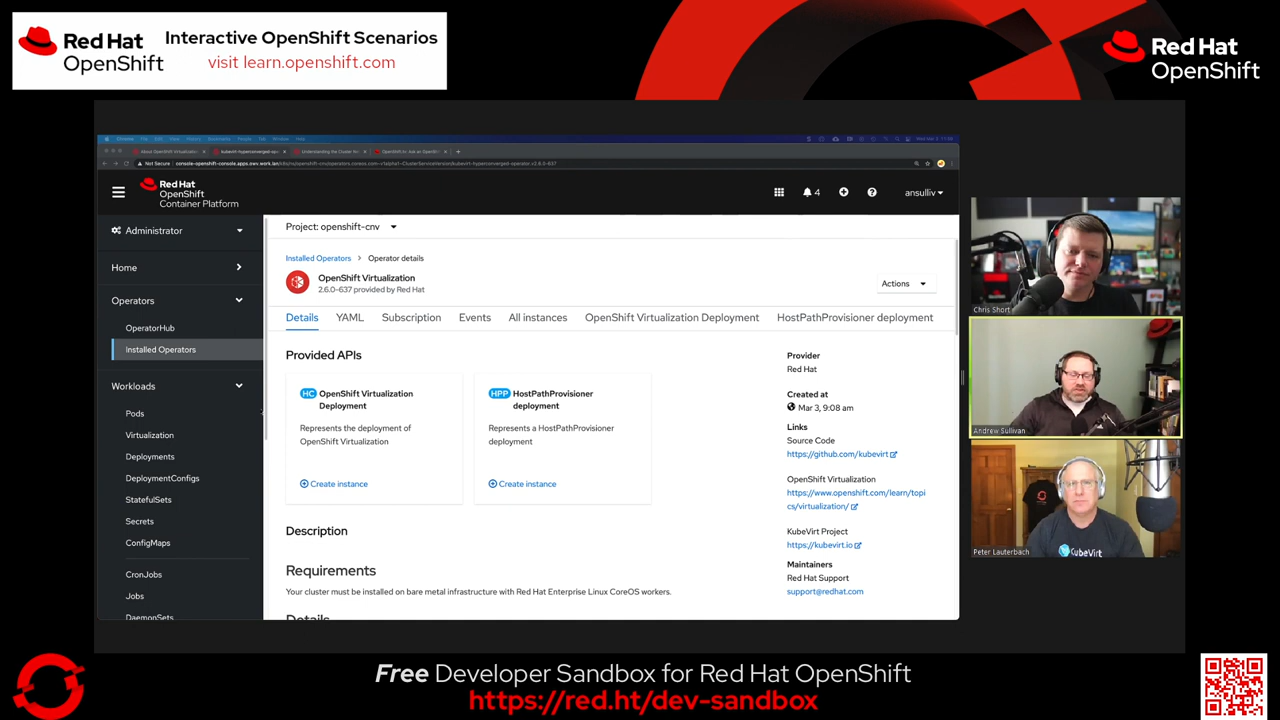 Red Hat
OpenShift
Interactive OpenShift Scenarios
visit learn.openshift.com
Red Hat
OpenShift
Not Secure
Red Hat
OpenShift
Container Platform
4
ansulliv
Administrator
Home
Operators
OperatorHub
Installed Operators
Workloads
Pods
Virtualization
Deployments
DeploymentConfigs
StatefulSets
Secrets
ConfigMaps
CronJobs
Jobs
DaemonSets
Project: openshift-cnv
Installed Operators > Operator details
OpenShift Virtualization
2.6.0-637 provided by Red Hat
Actions
Details YAML Subscription Events All instances OpenShift Virtualization Deployment HostPathProvisioner deployment
Provided APIs
HC OpenShift Virtualization
Deployment
Represents the deployment of
OpenShift Virtualization
Create instance
HPP HostPathProvisioner
deployment
Represents a HostPathProvisioner
deployment
Create instance
Description
Requirements
Your cluster must be installed on bare metal infrastructure with Red Hat Enterprise Linux CoreOS workers.
Details
Provider
Red Hat
Created at
Mar 3, 9:08 am
Links
Source Code
https://github.com/kubevirt
OpenShift Virtualization
https://www.openshift.com/learn/topi
cs/virtualization/
KubeVirt Project
https://kubevirt.io
Maintainers
Red Hat Support
support@redhat.com
Chris Short
Andrew Sullivan
KubeVirt
Peter Lauterbach
Free Developer Sandbox for Red Hat OpenShift
https://red.ht/dev-sandbox